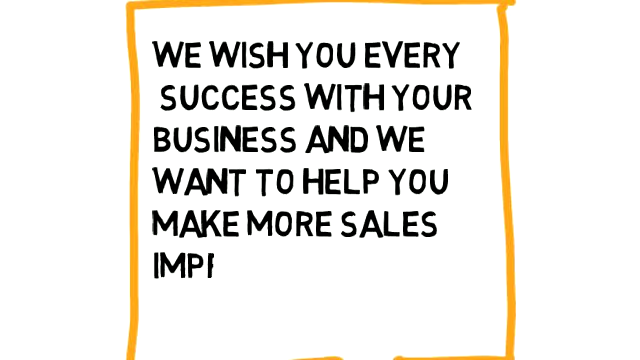 WE WISH YOU EVERY
SUCCESS WITH YOUR
BUSINESS AND WE
WANT TO HELP YOU
MAKE MORE SALES